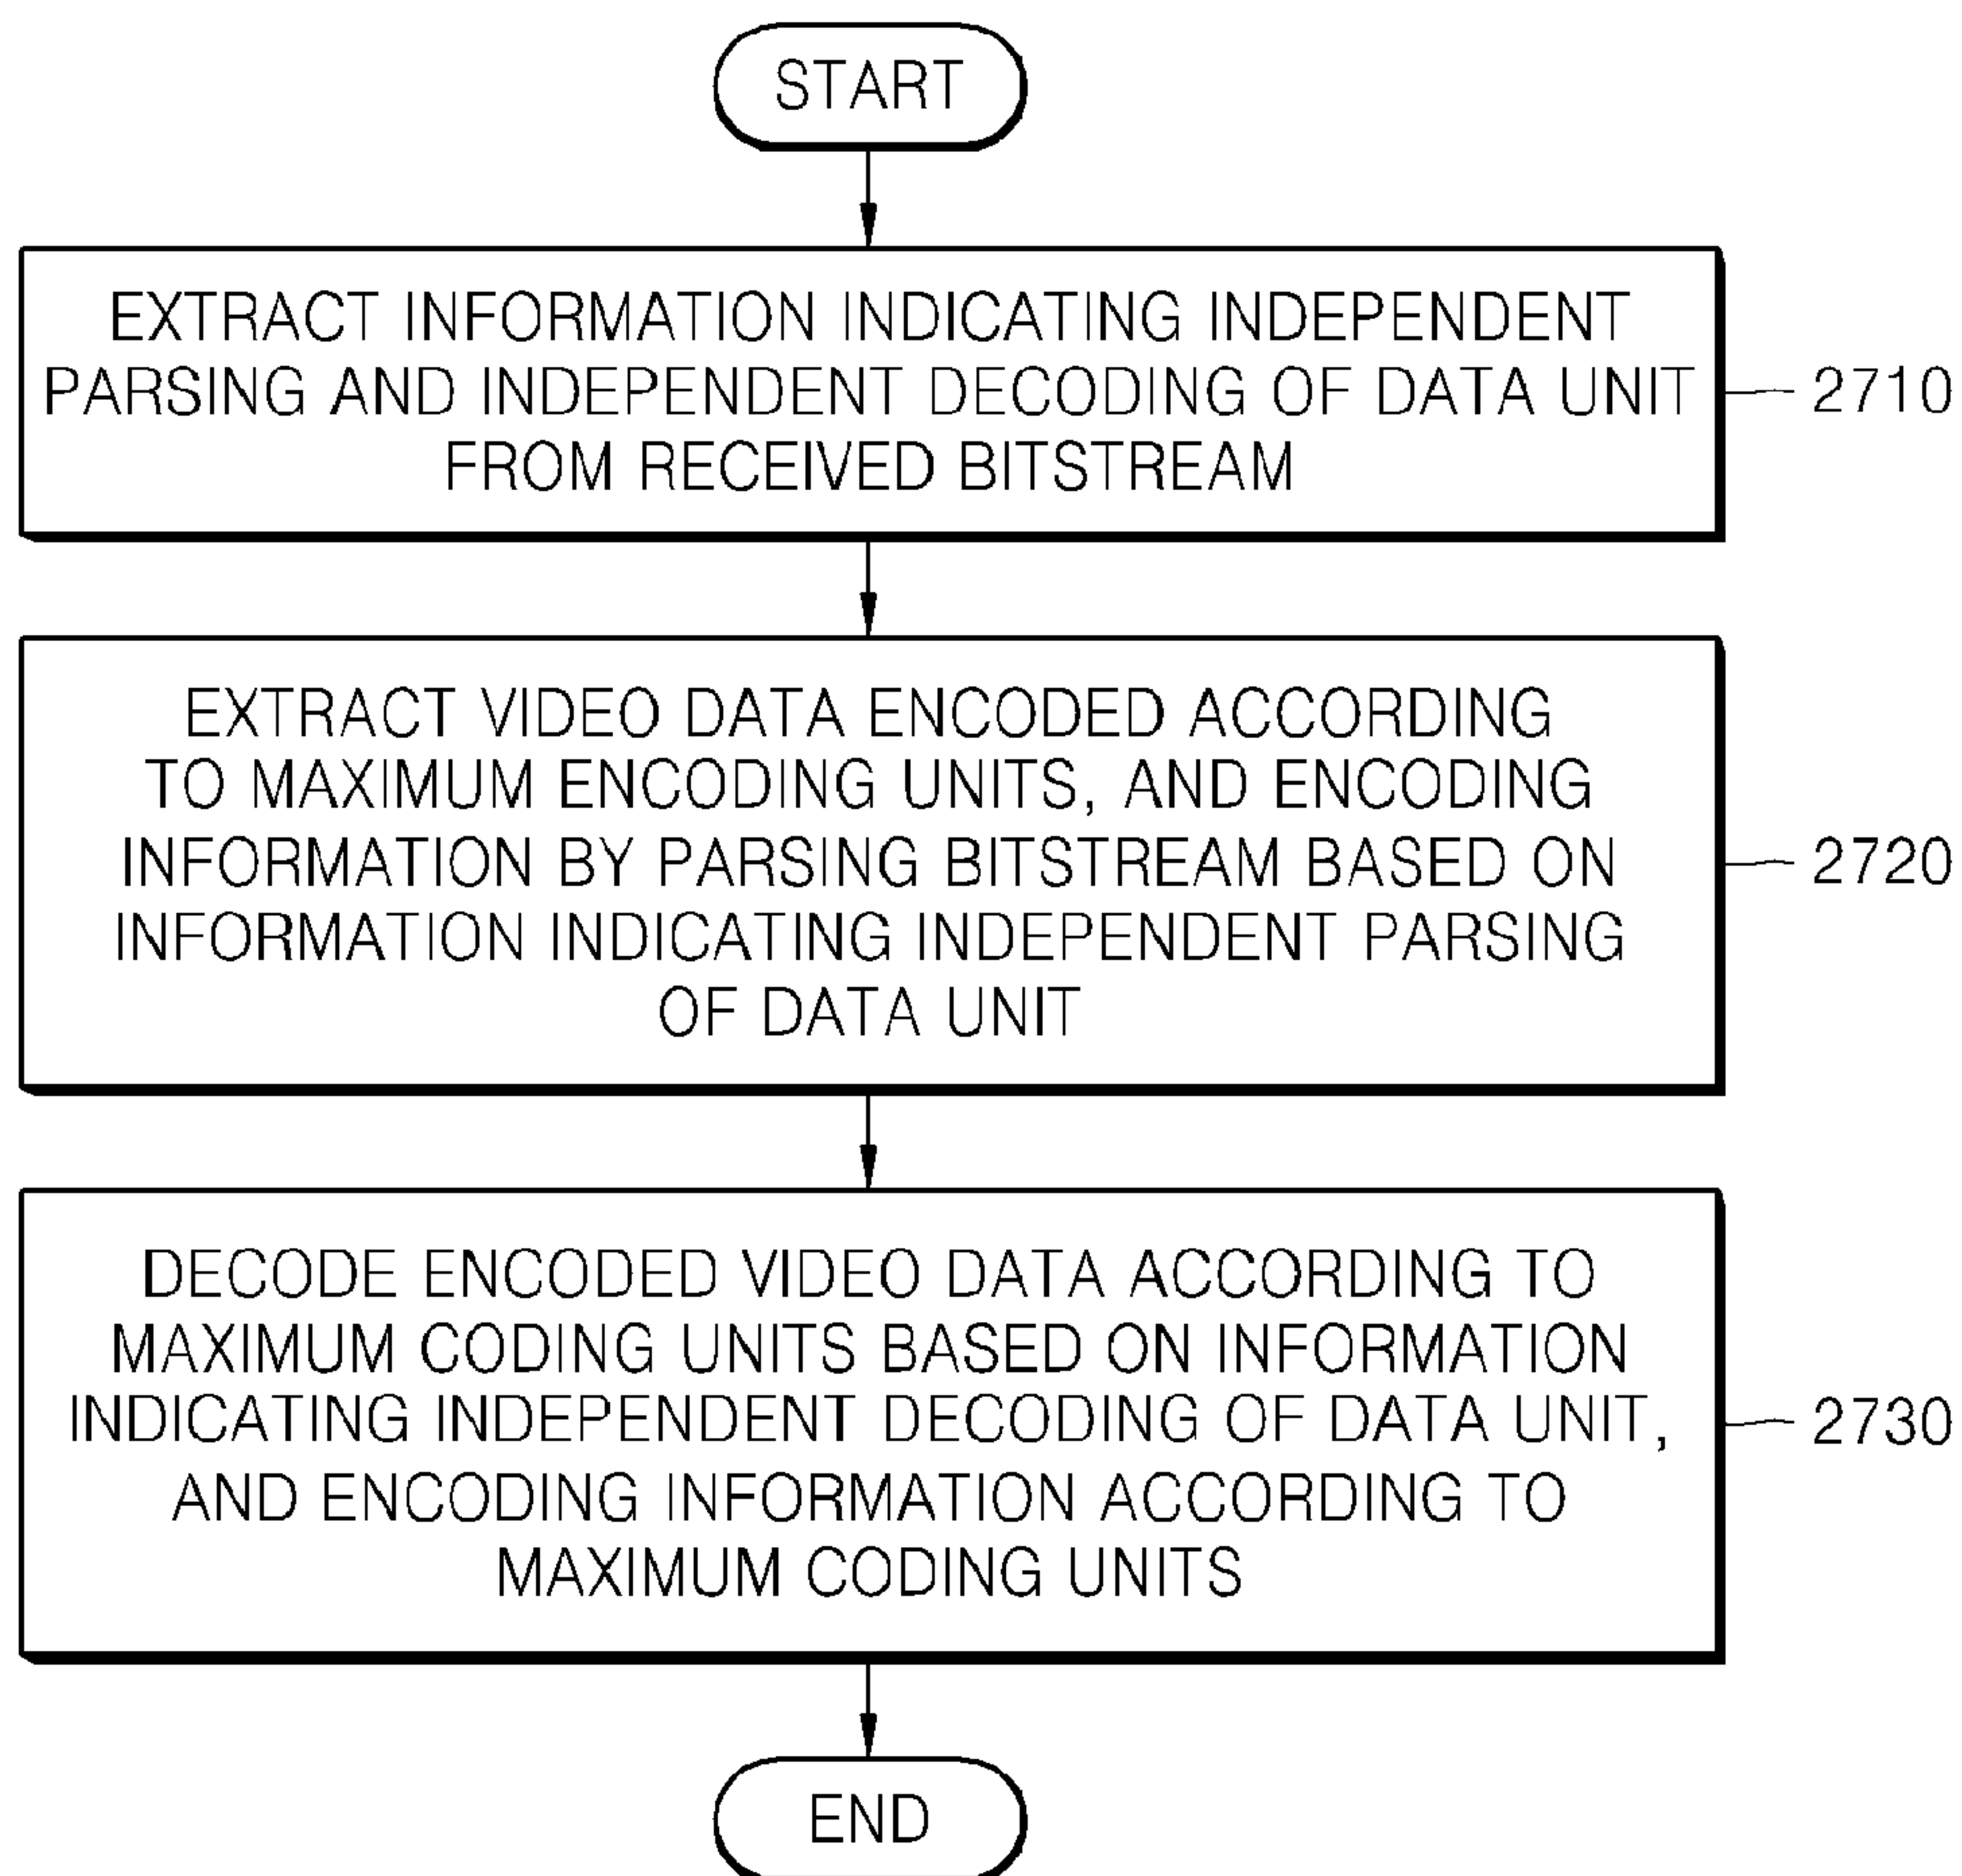 START
EXTRACT INFORMATION INDICATING INDEPENDENT
PARSING AND INDEPENDENT DECODING OF DATA UNIT
FROM RECEIVED BITSTREAM
2710
EXTRACT VIDEO DATA ENCODED ACCORDING
TO MAXIMUM ENCODING UNITS, AND ENCODING
INFORMATION BY PARSING BITSTREAM BASED ON
INFORMATION INDICATING INDEPENDENT PARSING
OF DATA UNIT
2720
DECODE ENCODED VIDEO DATA ACCORDING TO
MAXIMUM CODING UNITS BASED ON INFORMATION
INDICATING INDEPENDENT DECODING OF DATA UNIT,
AND ENCODING INFORMATION ACCORDING TO
MAXIMUM CODING UNITS
2730
END